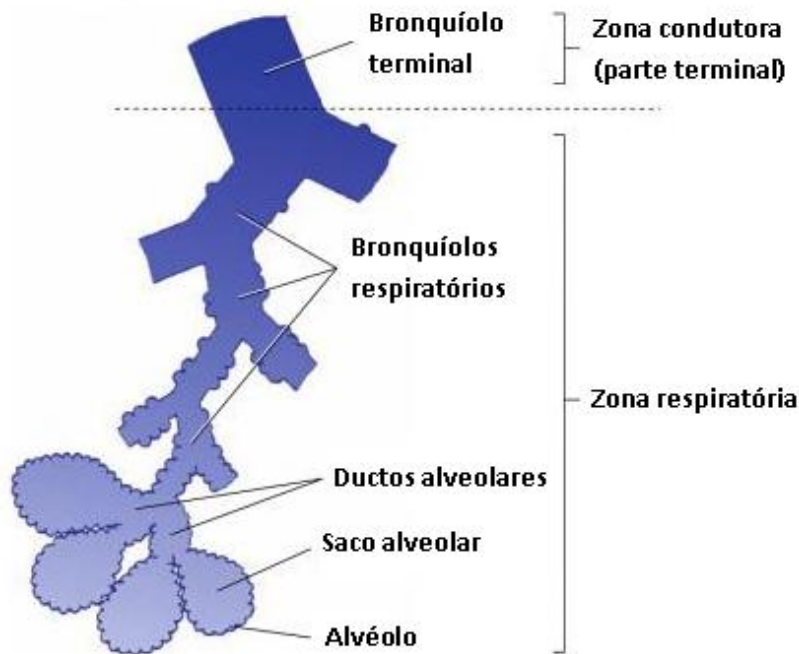 Bronquíolo
terminal
Zona condutora
(parte terminal)
Bronquíolos
respiratórios
Zona respiratória
Ductos alveolares
Saco alveolar
Alvéolo